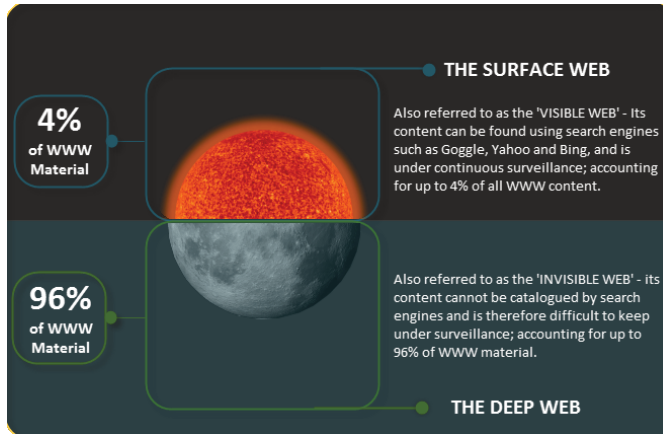 THE SURFACE WEB
4%
of WWW
Material
Also referred to as the 'VISIBLE WEB' - Its
content can be found using search engines
such as Goggle, Yahoo and Bing, and is
under continuous surveillance; accounting
for up to 4% of all WWW content.
96%
of WWW
Material
Also referred to as the 'INVISIBLE WEB' - its
content cannot be catalogued by search
engines and is therefore difficult to keep
under surveillance; accounting for up to
96% of WWW material.
THE DEEP WEB